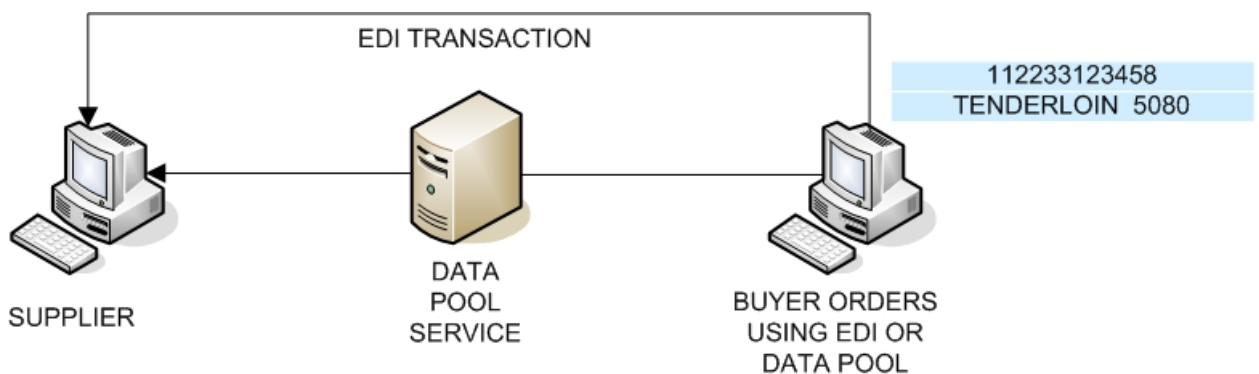 EDI TRANSACTION
112233123458
TENDERLOIN 5080
SUPPLIER
DATA
POOL
SERVICE
BUYER ORDERS
USING EDI OR
DATA POOL